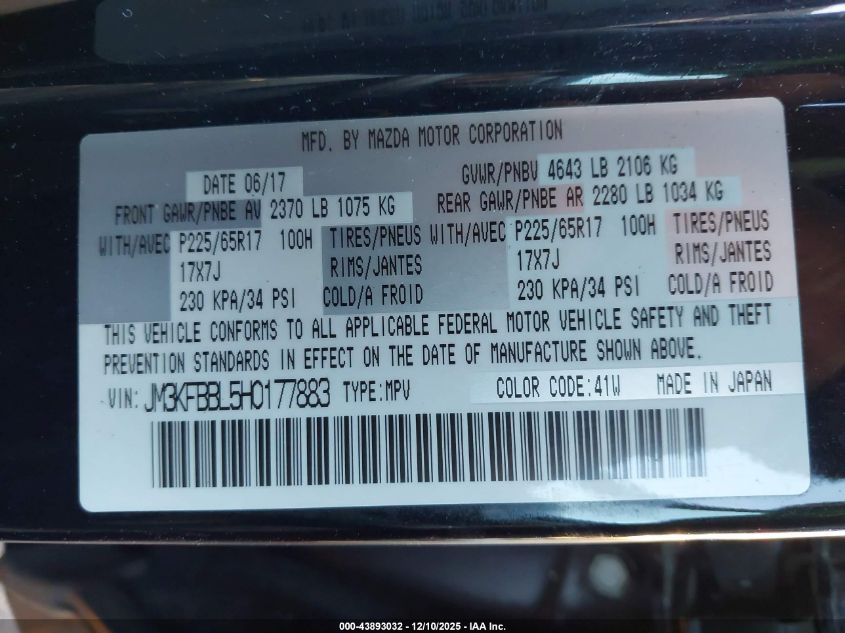 MFD. BY MAZDA MOTOR CORPORATION
DATE 06/17 GVWR/PNBV 4643 LB 2106 KG
FRONT GAWR/PNBE AV 2370 LB 1075 KG REAR GAWR/PNBE AR 2280 LB 1034 KG
WITH/AVEC P225/65R17 100H TIRES/PNEUS WITH/AVEC P225/65R17 100H TIRES/PNEUS
17X7J RIMS/JANTES 17X7J RIMS/JANTES
230 KPA/34 PSI COLD/A FROID 230 KPA/34 PSI COLD/A FROID
THIS VEHICLE CONFORMS TO ALL APPLICABLE FEDERAL MOTOR VEHICLE SAFETY AND THEFT
PREVENTION STANDARDS IN EFFECT ON THE DATE OF MANUFACTURE SHOWN ABOVE.
VIN: JM3KFBBL5H0177883 TYPE:MPV COLOR CODE:41W MADE IN JAPAN
000-43893032 - 12/10/2025 - IAA Inc.